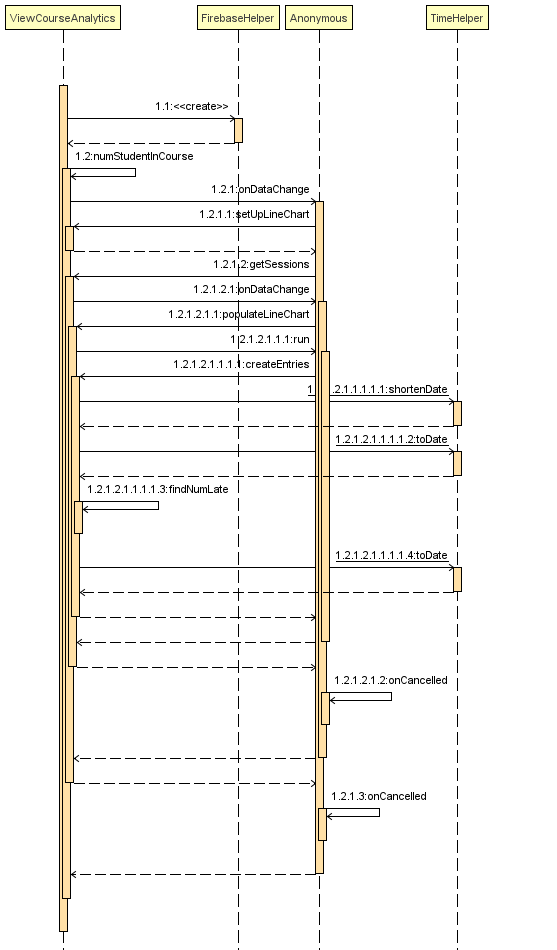 ViewCourseAnalytics
FirebaseHelper
Anonymous
TimeHelper
1.1:<<create>>
1.2:numStudentInCourse
1.2.1:onDataChange
1.2.1.1:setUpLineChart
1.2.1.2:getSessions
1.2.1.2.1:onDataChange
1.2.1.2.1.1:populateLineChart
1.2.1.2.1.1.1:run
1.2.1.2.1.1.1.1:createEntries
1 .2.1.1.1.1.1:shortenDate
1.2.1.2.1.1.1.1.2:toDate
1.2.1.2.1.1.1.1.3:findNumLate
1.2.1.2.1.1.1.1.4:toDate
1.2.1.2.1.2:onCancelled
1.2.1.3:onCancelled